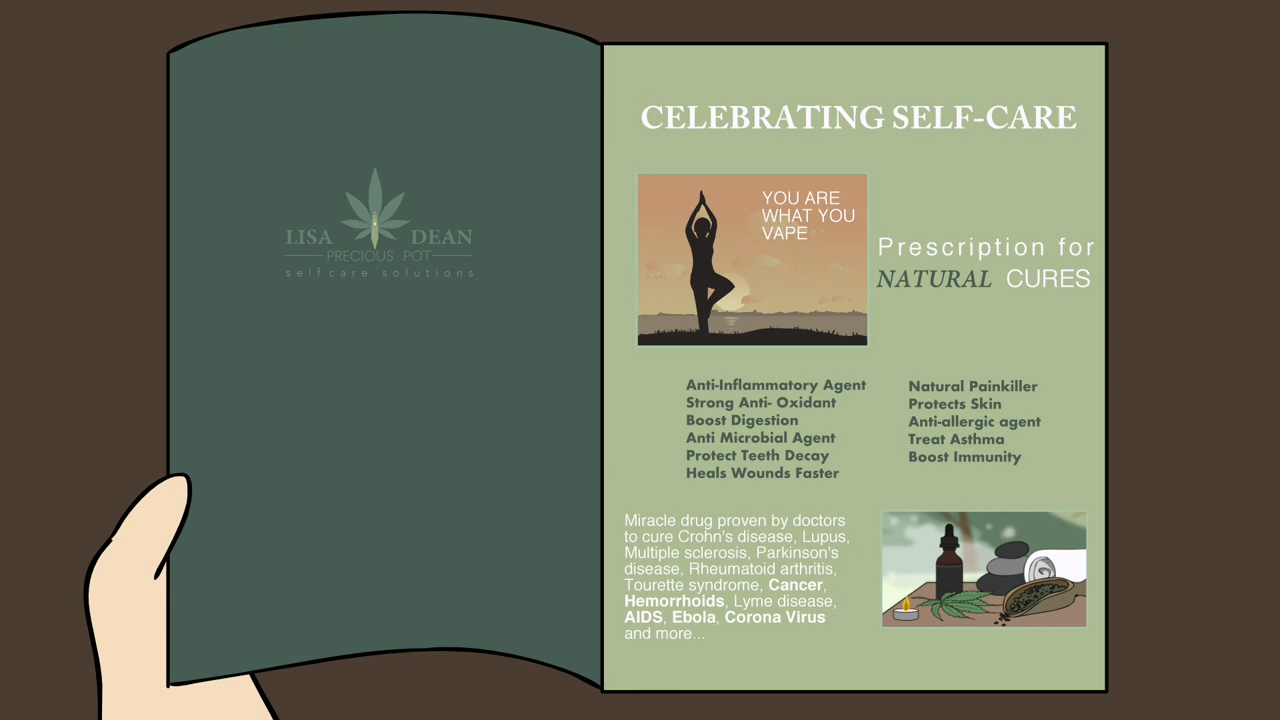 LISA DEAN
PRECIOUS POT
selfcare solutions
CELEBRATING SELF-CARE
YOU ARE
WHAT YOU
VAPE
Prescription for
NATURAL CURES
Anti-Inflammatory Agent
Strong Anti- Oxidant
Boost Digestion
Anti Microbial Agent
Protect Teeth Decay
Heals Wounds Faster
Natural Painkiller
Protects Skin
Anti-allergic agent
Treat Asthma
Boost Immunity
Miracle drug proven by doctors
to cure Crohn's disease, Lupus,
Multiple sclerosis, Parkinson's
disease, Rheumatoid arthritis,
Tourette syndrome, Cancer,
Hemorrhoids, Lyme disease,
AIDS, Ebola, Corona Virus
and more...